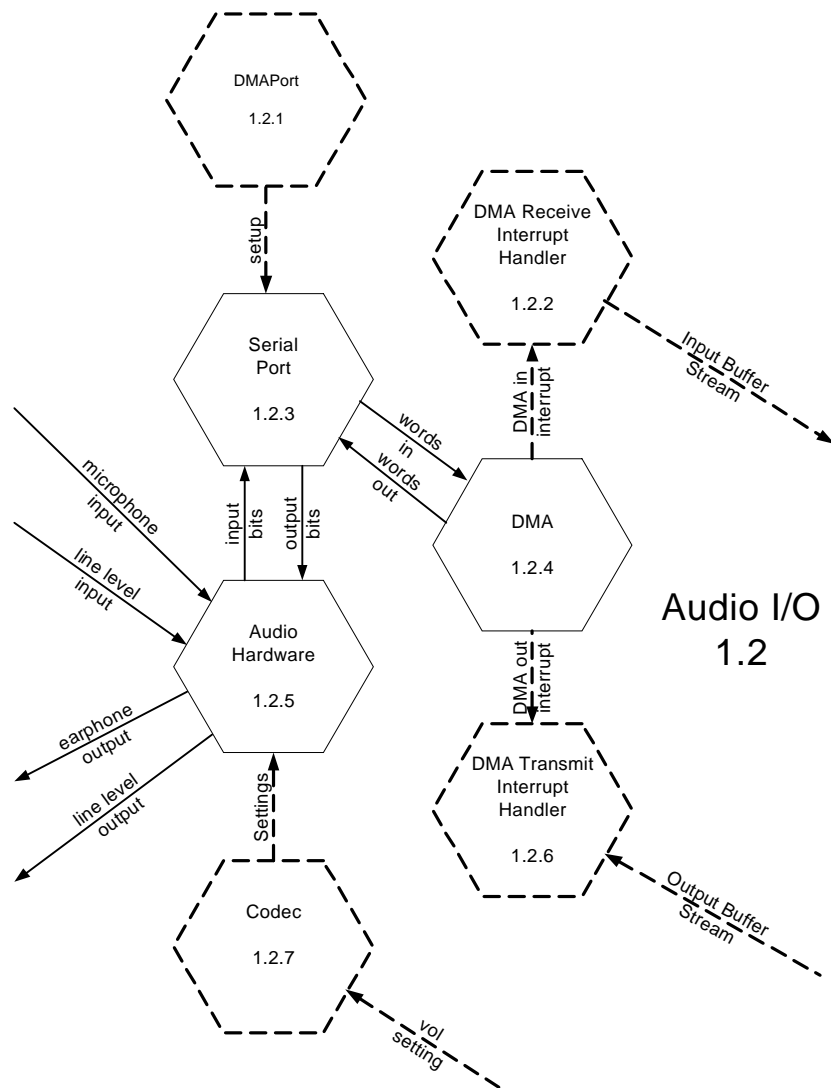 DMAPort
1.2.1
setup
DMA Receive
Interrupt
Handler
1.2.2
Input Buffer
Stream
Serial
Port
1.2.3
DMA in
interrupt
words
in
words
out
microphone
input
input
bits
output
bits
DMA
1.2.4
line level
input
Audio I/O
1.2
Audio
Hardware
1.2.5
DMA out
interrupt
earphone
output
line level
output
Settings
DMA Transmit
Interrupt
Handler
1.2.6
Output Buffer
Stream
Codec
1.2.7
vol
setting